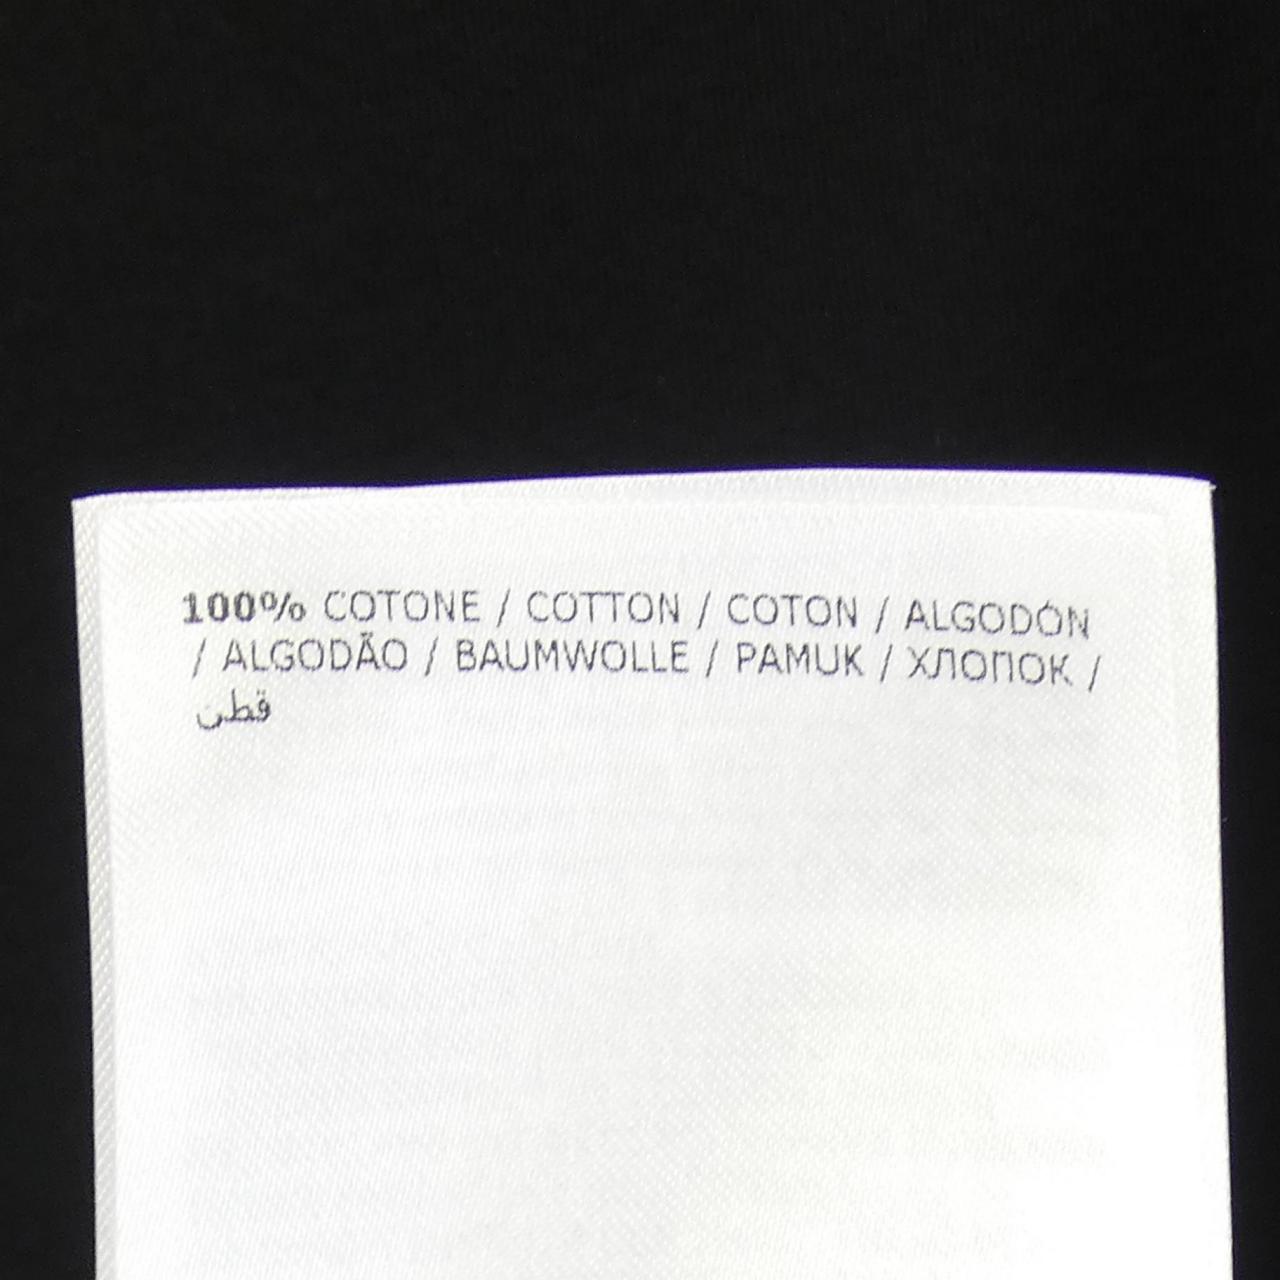 100% COTONE / COTTON / COTON / ALGODÓN
/ ALGODÃO / BAUMWOLLE / PAMUK / ХЛОПОК /
قطن